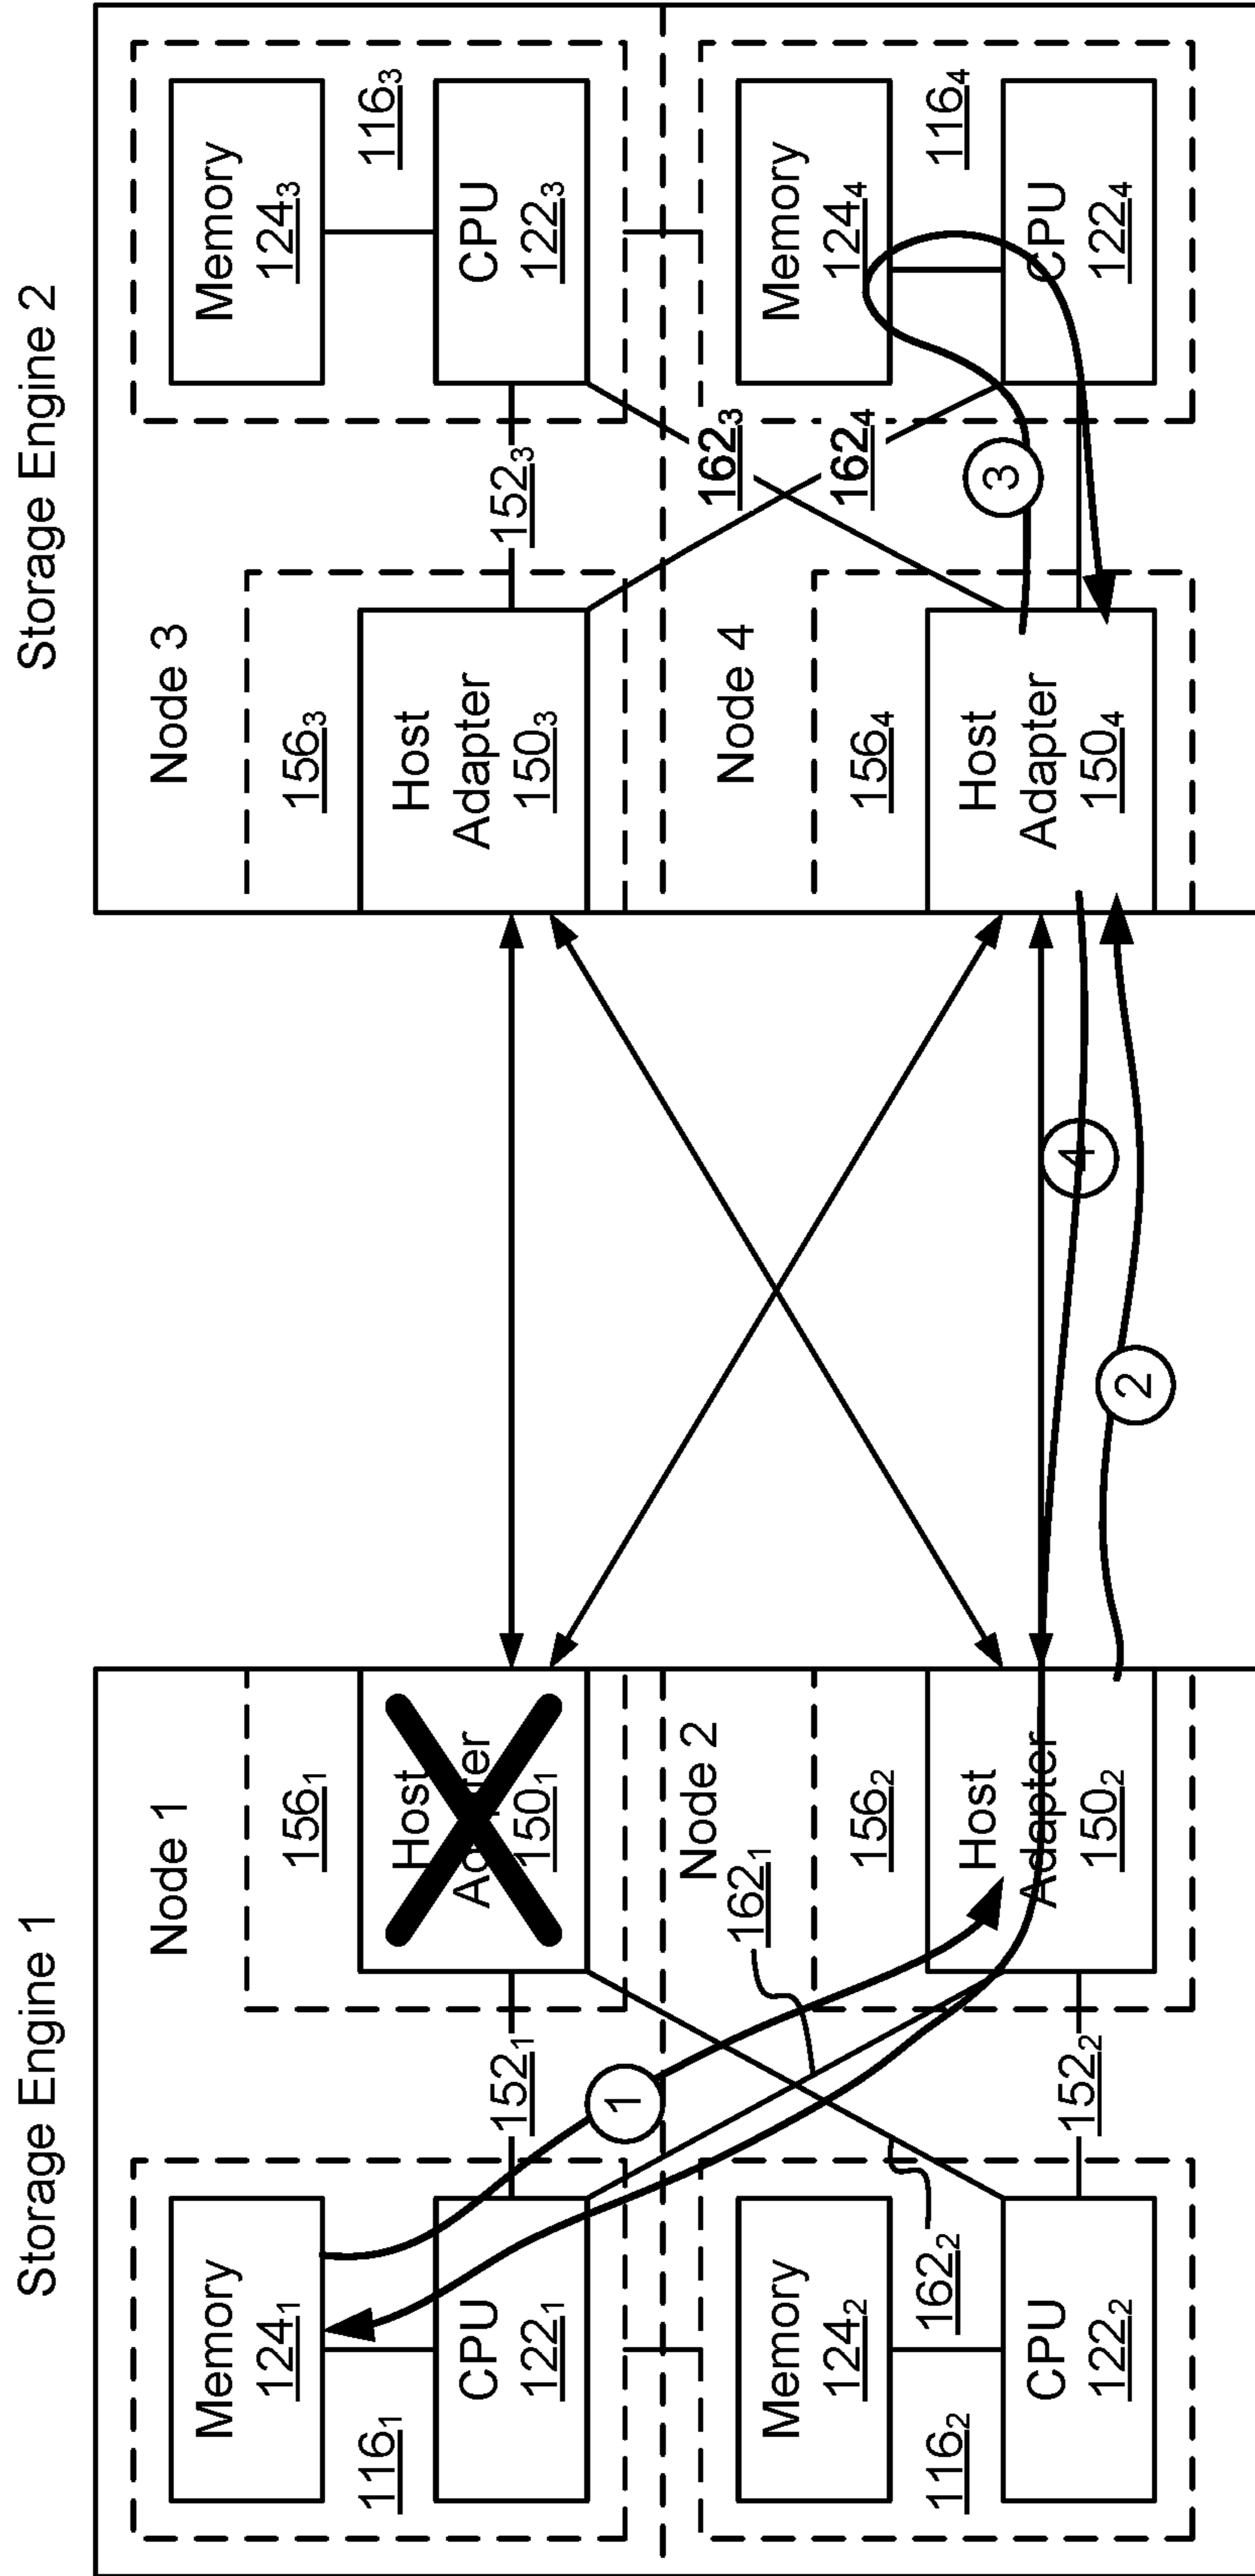 Storage Engine 1
Node 1
Memory
124₁
116₁
CPU
122₁
152₁
156₁
Host
Adapter
150₁
1
162₁
Node 2
Memory
124₂
116₂
CPU
122₂
162₂
152₂
156₂
Host
Adapter
150₂
2
4
Storage Engine 2
Node 3
156₃
Host
Adapter
150₃
152₃
Memory
124₃
116₃
CPU
122₃
162₃
162₄
Node 4
156₄
Host
Adapter
150₄
3
Memory
124₄
116₄
CPU
122₄